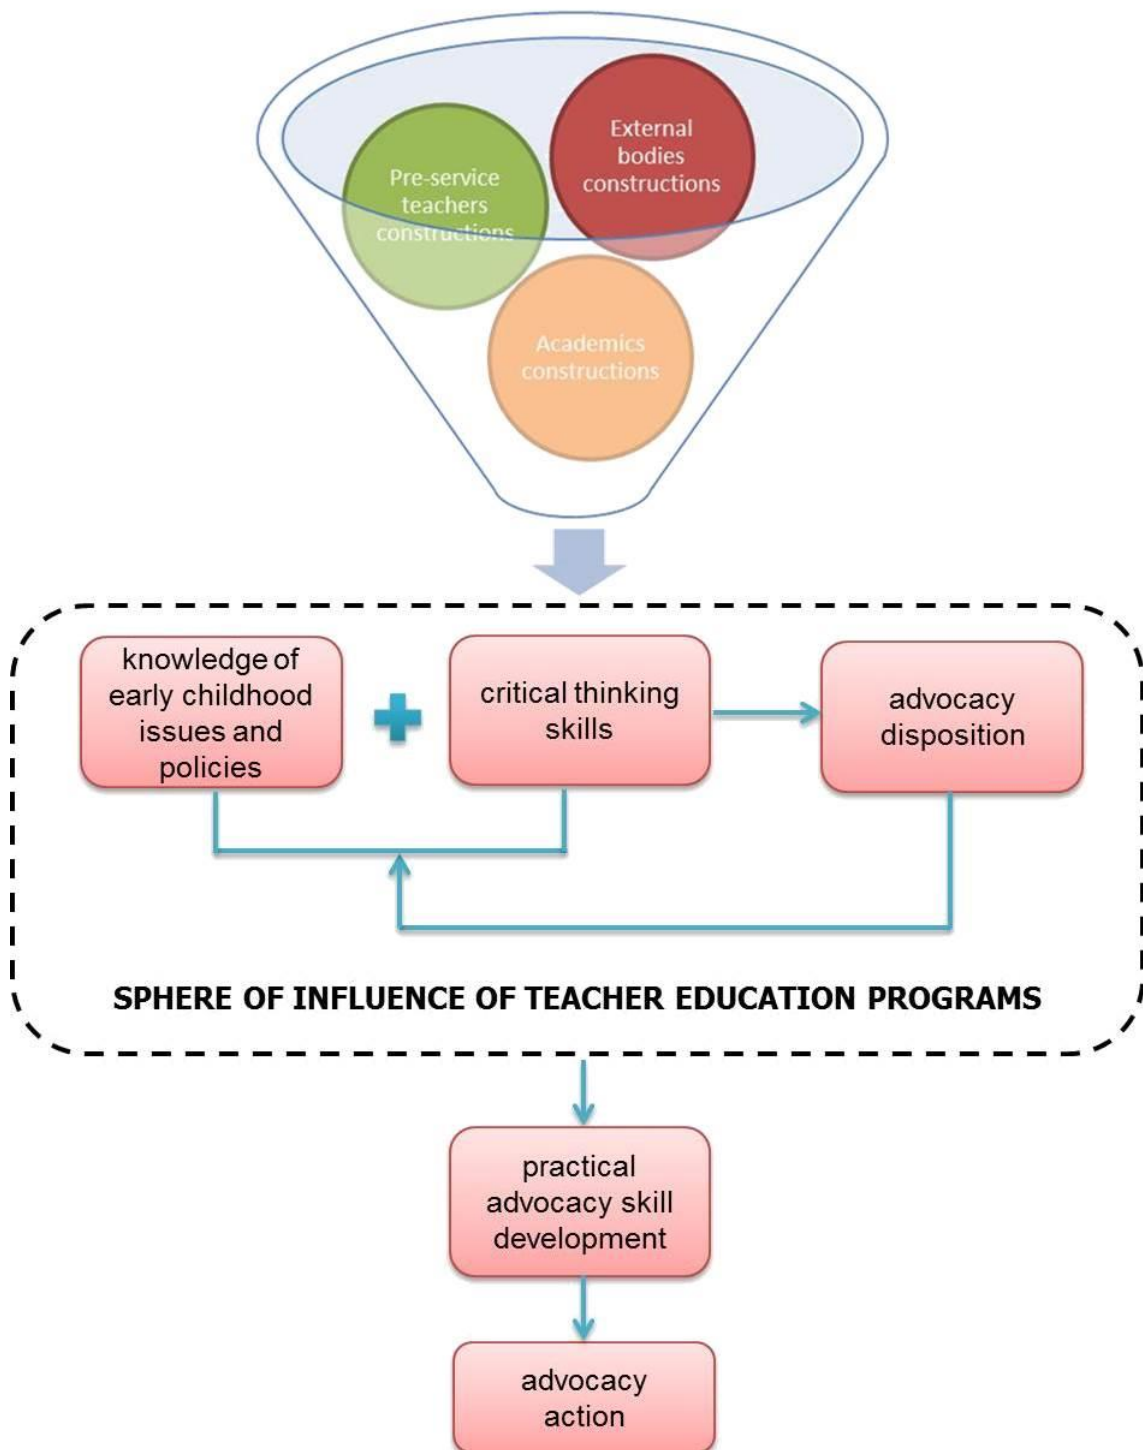 External
bodies
constructions
Pre-service
teachers
constructions
Academics
constructions
knowledge of
early childhood
issues and
policies
critical thinking
skills
advocacy
disposition
SPHERE OF INFLUENCE OF TEACHER EDUCATION PROGRAMS
practical
advocacy skill
development
advocacy
action